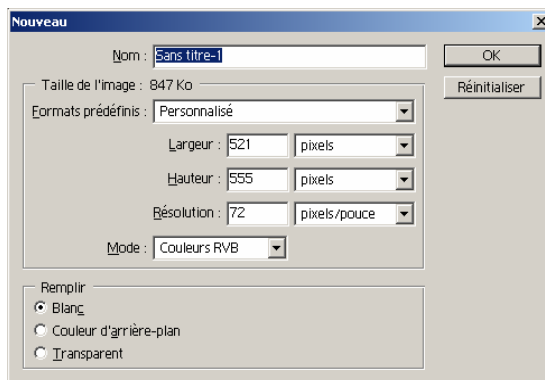 Nouveau
Nom : Sans titre-1
OK
Taille de l'image : 847 Ko
Réinitialiser
Formats prédéfinis : Personnalisé
Largeur : 521 pixels
Hauteur : 555 pixels
Résolution : 72 pixels/pouce
Mode : Couleurs RVB
Remplir
Blanc
Couleur d'arrière-plan
Transparent